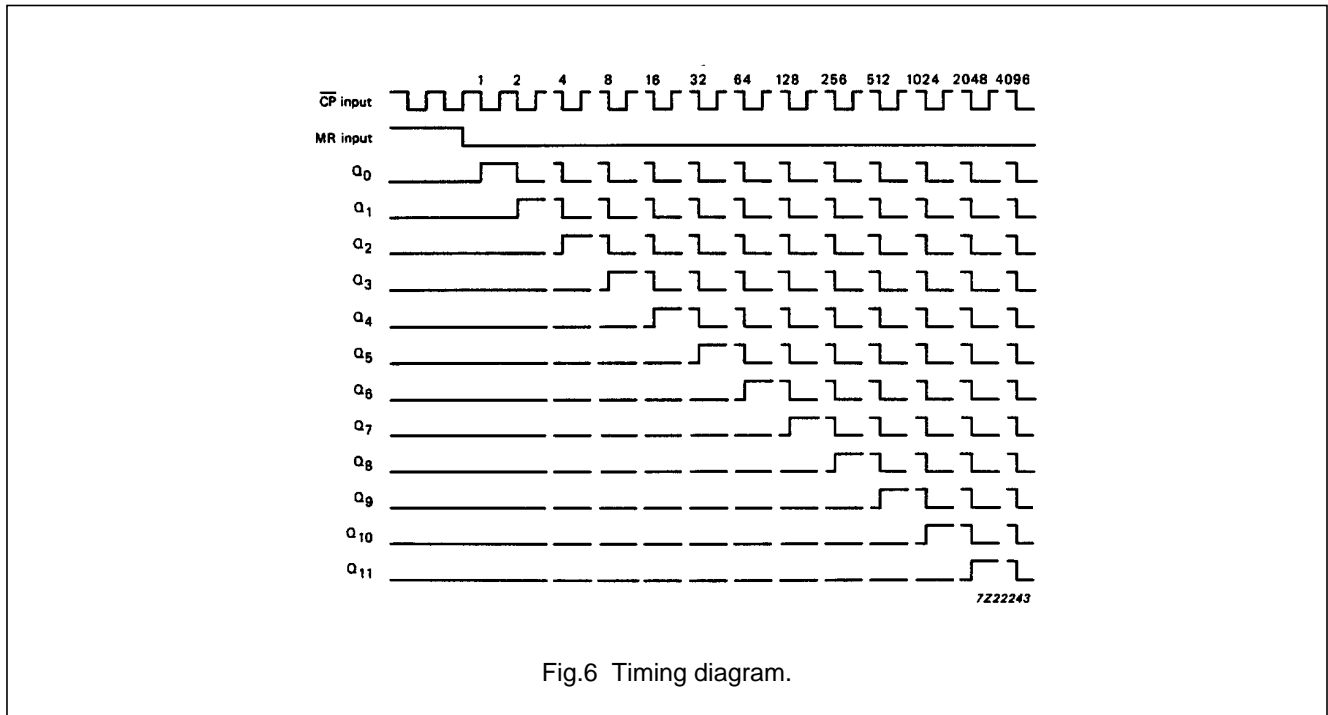 1 2 4 8 16 32 64 128 256 512 1024 2048 4096
CP input
MR input
Q0
Q1
Q2
Q3
Q4
Q5
Q6
Q7
Q8
Q9
Q10
Q11
7Z22243
Fig.6 Timing diagram.